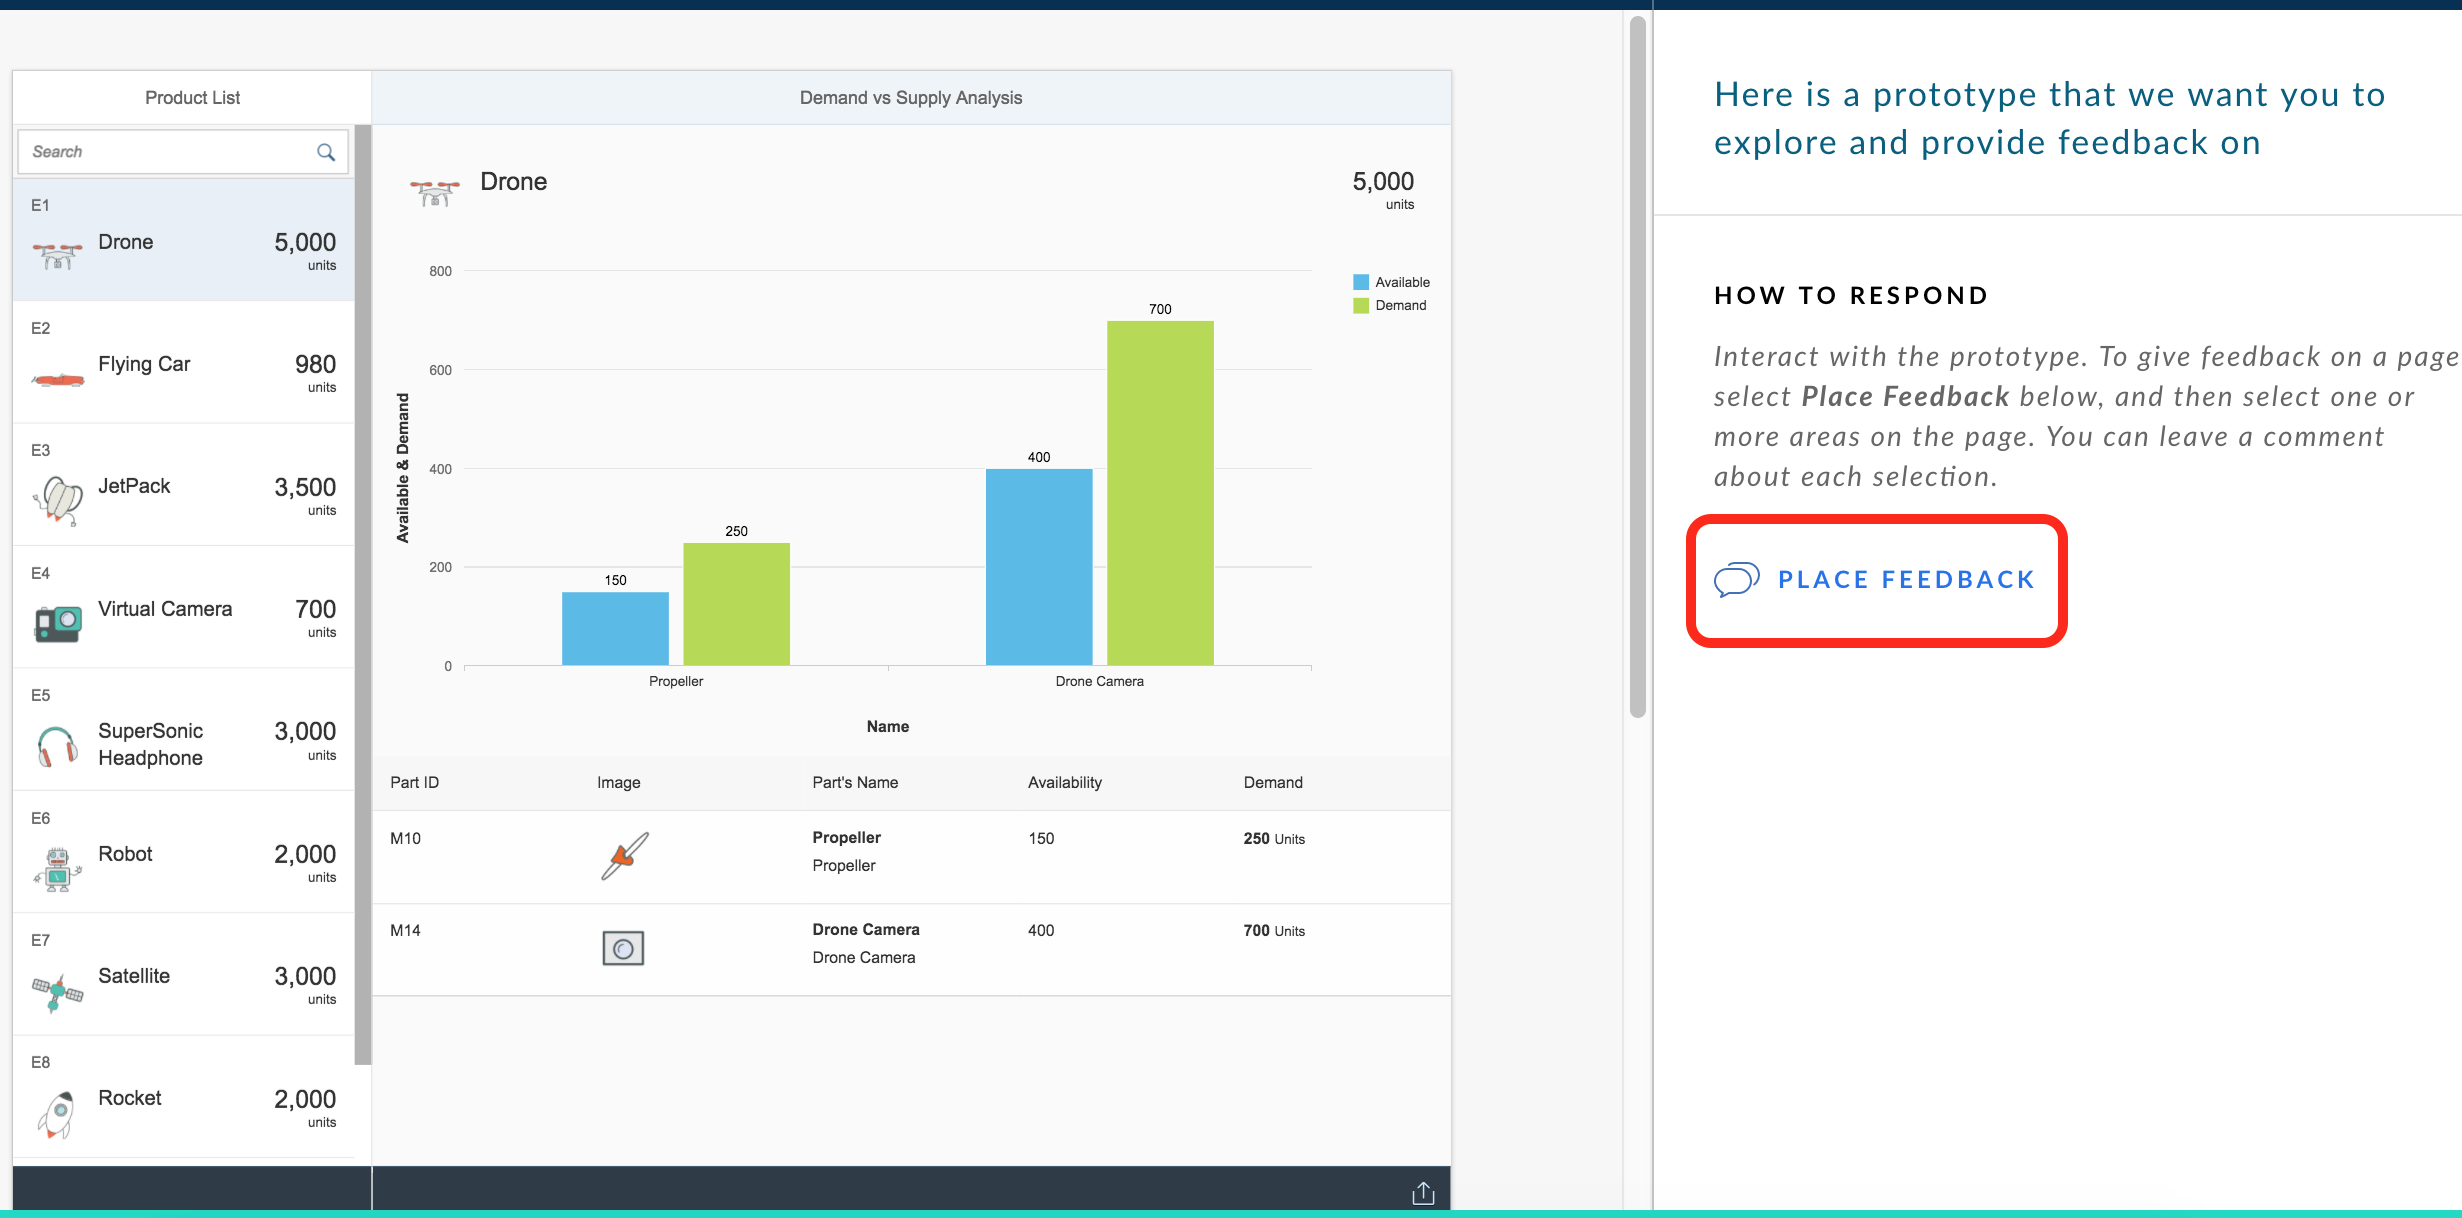 Product List
Search
E1
Drone
5,000
units
E2
Flying Car
980
units
E3
JetPack
3,500
units
E4
Virtual Camera
700
units
E5
SuperSonic
Headphone
3,000
units
E6
Robot
2,000
units
E7
Satellite
3,000
units
E8
Rocket
2,000
units
Demand vs Supply Analysis
Drone
5,000
units
Available
Demand
Available & Demand
800
600
400
200
0
150
250
400
700
Propeller
Drone Camera
Name
Part ID Image Part's Name Availability Demand
M10 Propeller 150 250 Units
Propeller
M14 Drone Camera 400 700 Units
Drone Camera
Here is a prototype that we want you to
explore and provide feedback on
HOW TO RESPOND
Interact with the prototype. To give feedback on a page
select Place Feedback below, and then select one or
more areas on the page. You can leave a comment
about each selection.
PLACE FEEDBACK